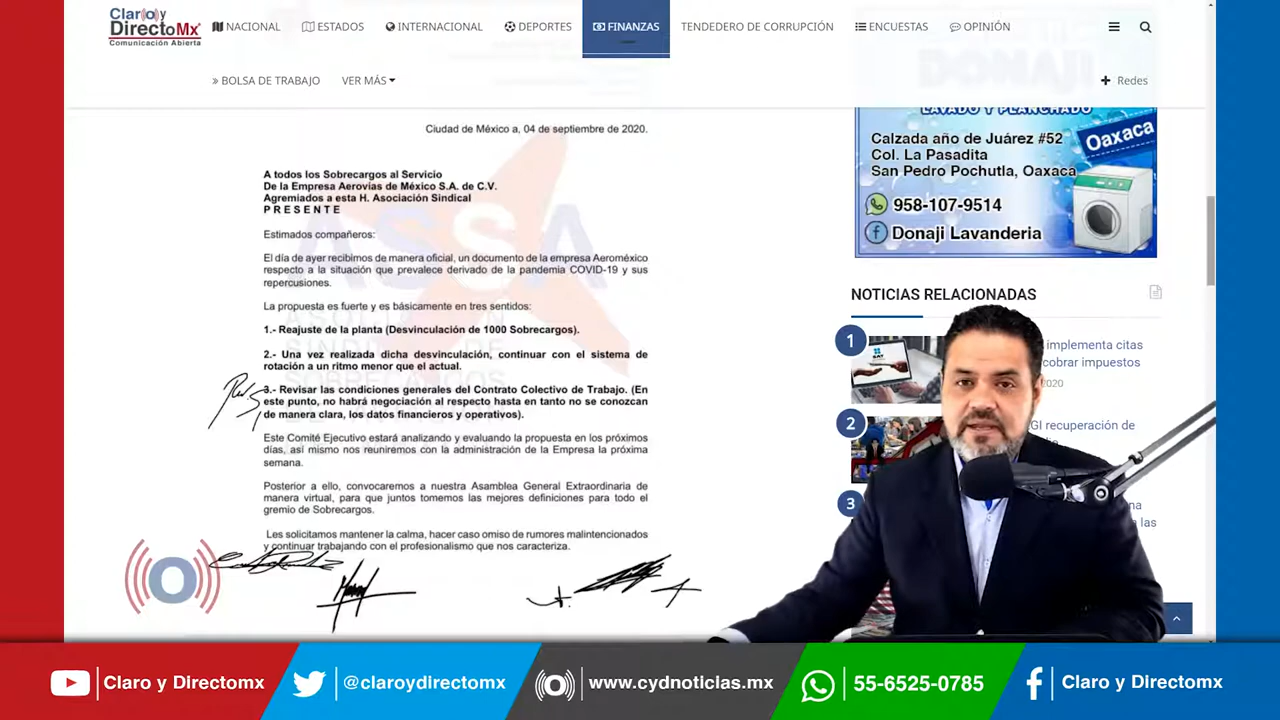 Claro y
DirectoMx
Comunicación Abierta
NACIONAL
ESTADOS
INTERNACIONAL
DEPORTES
FINANZAS
TENDEDERO DE CORRUPCIÓN
ENCUESTAS
OPINIÓN
» BOLSA DE TRABAJO
VER MÁS
+ Redes
DONAJI
LAVADO Y PLANCHADO
Calzada año de Juárez #52
Col. La Pasadita
San Pedro Pochutla, Oaxaca
Oaxaca
958-107-9514
Donaji Lavanderia
Ciudad de México a, 04 de septiembre de 2020.
A todos los Sobrecargos al Servicio
De la Empresa Aerovías de México S.A. de C.V.
Agremiados a esta H. Asociación Sindical
P R E S E N T E
Estimados compañeros:
El día de ayer recibimos de manera oficial, un documento de la empresa Aeroméxico
respecto a la situación que prevalece derivado de la pandemia COVID-19 y sus
repercusiones.
La propuesta es fuerte y es básicamente en tres sentidos:
1.- Reajuste de la planta (Desvinculación de 1000 Sobrecargos).
2.- Una vez realizada dicha desvinculación, continuar con el sistema de
rotación a un ritmo menor que el actual.
3.- Revisar las condiciones generales del Contrato Colectivo de Trabajo. (En
este punto, no habrá negociación al respecto hasta en tanto no se conozcan
de manera clara, los datos financieros y operativos).
Este Comité Ejecutivo estará analizando y evaluando la propuesta en los próximos
días, así mismo nos reuniremos con la administración de la Empresa la próxima
semana.
Posterior a ello, convocaremos a nuestra Asamblea General Extraordinaria de
manera virtual, para que juntos tomemos las mejores definiciones para todo el
gremio de Sobrecargos.
Les solicitamos mantener la calma, hacer caso omiso de rumores malintencionados
y continuar trabajando con el profesionalismo que nos caracteriza.
ASSA
NOTICIAS RELACIONADAS
1
implementa citas
cobrar impuestos
2020
SAT
2
GI recuperación de
3
las
Claro y Directomx
@claroydirectomx
www.cydnoticias.mx
55-6525-0785
Claro y Directomx